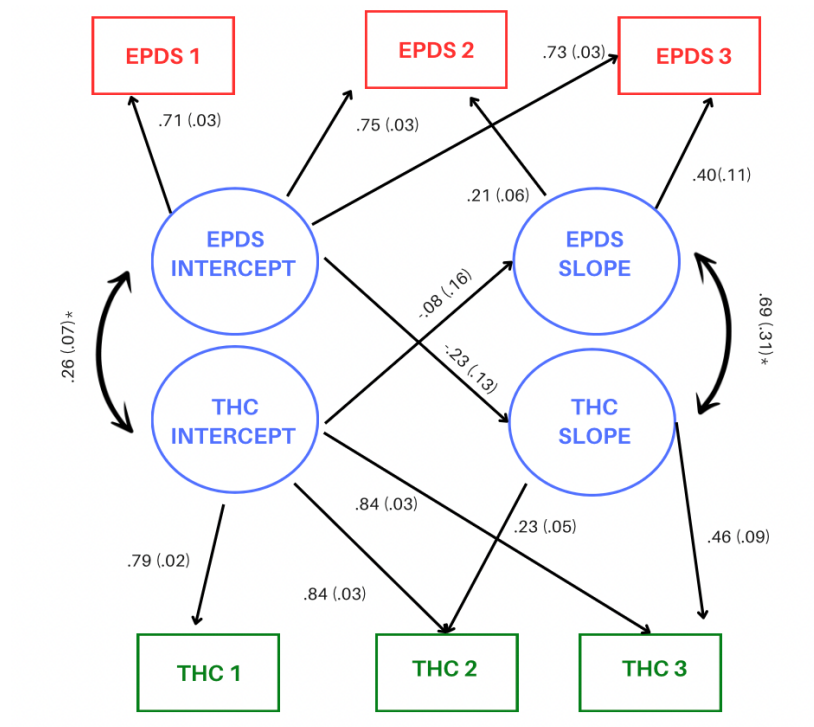 EPDS 1
EPDS 2
EPDS 3
.73 (.03)
.71 (.03)
.75 (.03)
.21 (.06)
.40(.11)
EPDS
INTERCEPT
EPDS
SLOPE
.26 (.07)*
-.08 (.16)
-.23 (.13)
.69 (.31)*
THC
INTERCEPT
THC
SLOPE
.84 (.03)
.23 (.05)
.46 (.09)
.79 (.02)
.84 (.03)
THC 1
THC 2
THC 3